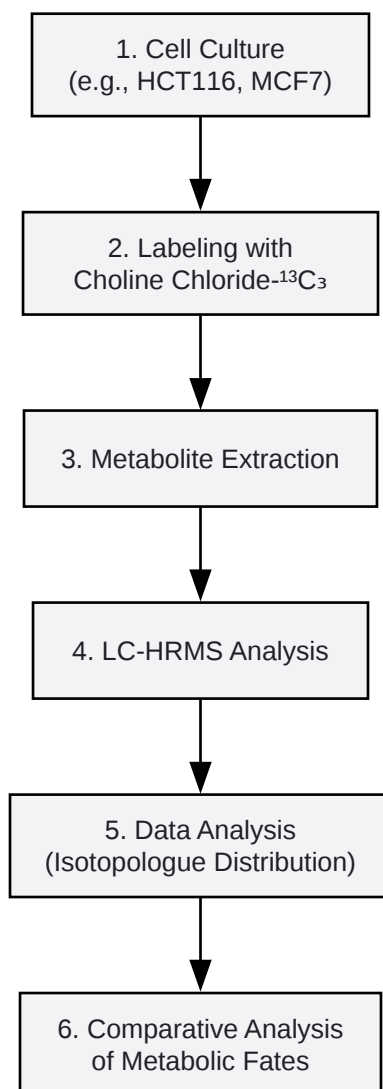 1. Cell Culture
(e.g., HCT116, MCF7)
2. Labeling with
Choline Chloride-¹³C₃
3. Metabolite Extraction
4. LC-HRMS Analysis
5. Data Analysis
(Isotopologue Distribution)
6. Comparative Analysis
of Metabolic Fates